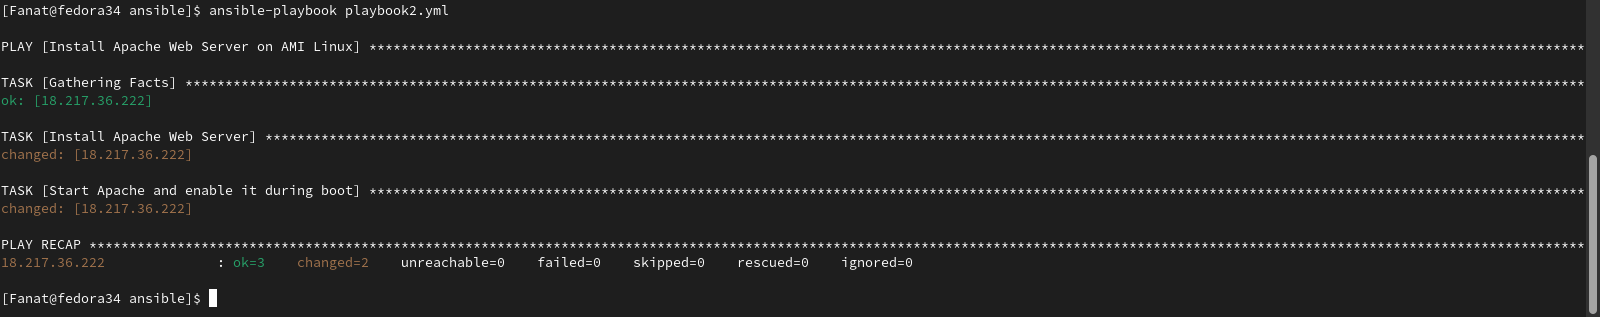 [Fanat@fedora34 ansible]$ ansible-playbook playbook2.yml
PLAY [Install Apache Web Server on AMI Linux] ********************************************************************************************************************************************************
TASK [Gathering Facts] *******************************************************************************************************************************************************************************
ok: [18.217.36.222]
TASK [Install Apache Web Server] *********************************************************************************************************************************************************************
changed: [18.217.36.222]
TASK [Start Apache and enable it during boot] ********************************************************************************************************************************************************
changed: [18.217.36.222]
PLAY RECAP *******************************************************************************************************************************************************************************************
18.217.36.222              : ok=3    changed=2    unreachable=0    failed=0    skipped=0    rescued=0    ignored=0
[Fanat@fedora34 ansible]$